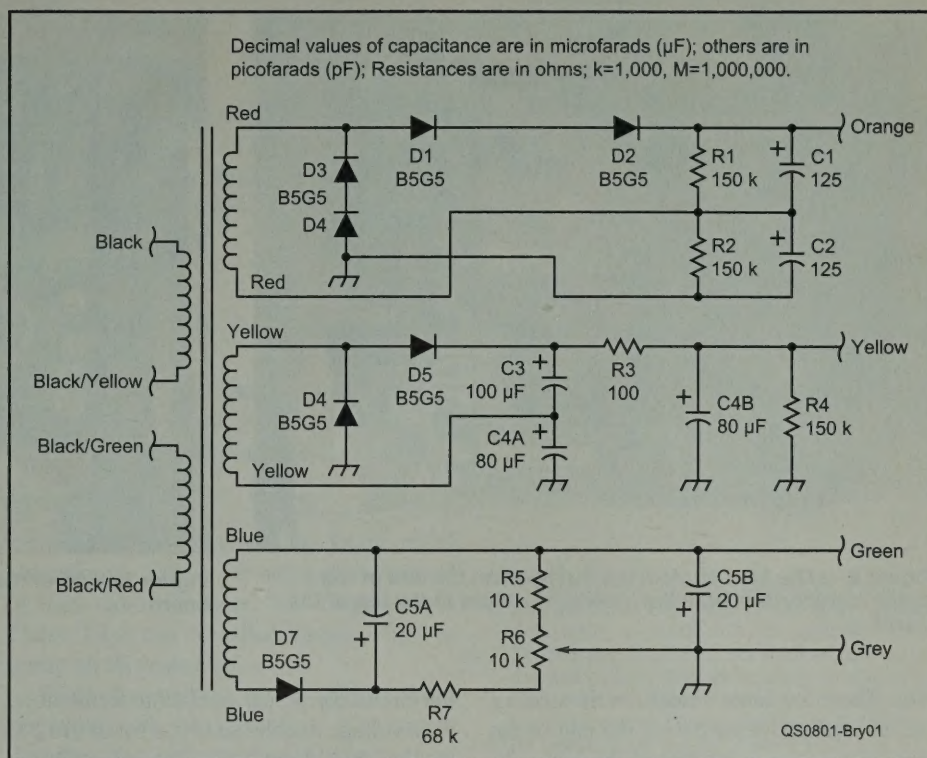 Decimal values of capacitance are in microfarads (µF); others are in
picofarads (pF); Resistances are in ohms; k=1,000, M=1,000,000.
Red
Orange
D1
B5G5
D2
B5G5
D3
B5G5
D4
R1
150 k
C1
125
+
R2
150 k
C2
125
+
Red
Black
Black/Yellow
Black/Green
Black/Red
Yellow
Yellow
D5
B5G5
D4
B5G5
C3
100 µF
+
R3
100
C4A
80 µF
+
C4B
80 µF
+
R4
150 k
Yellow
Blue
Green
C5A
20 µF
+
R5
10 k
R6
10 k
C5B
20 µF
+
Grey
D7
B5G5
R7
68 k
Blue
QS0801-Bry01